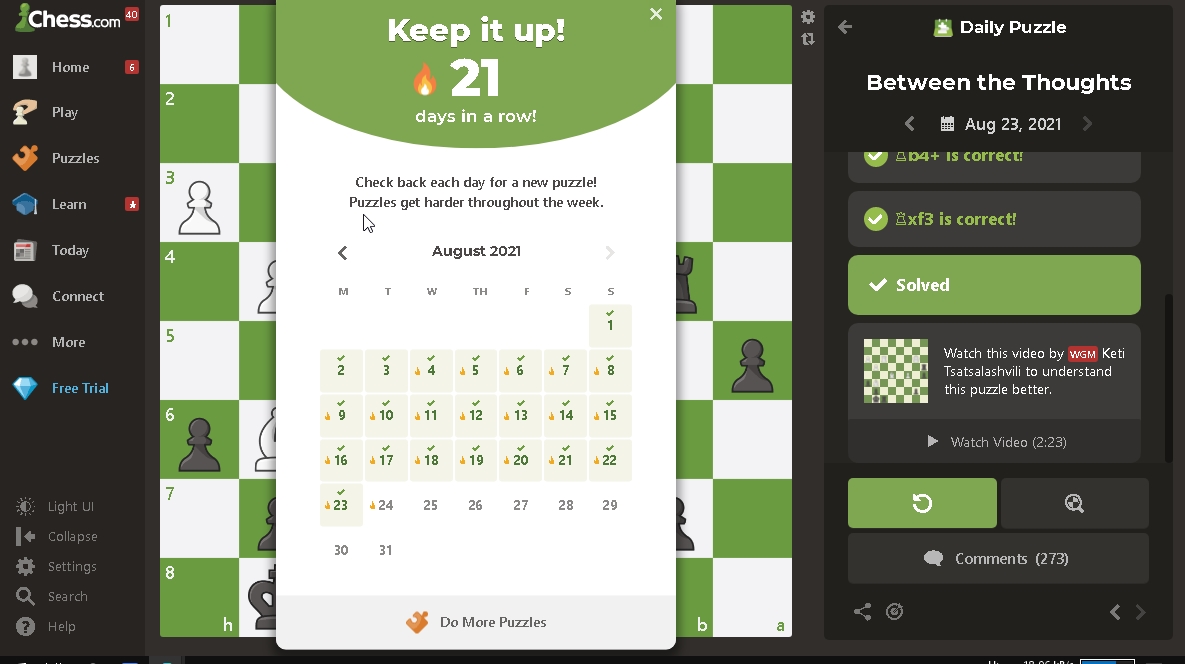 Chess.com
40
Home
6
Play
Puzzles
Learn
Today
Connect
More
Free Trial
Light UI
Collapse
Settings
Search
Help
1
2
3
4
5
6
7
8
h
b
a
Keep it up!
21
days in a row!
Check back each day for a new puzzle!
Puzzles get harder throughout the week.
August 2021
M T W TH F S S
1
2 3 4 5 6 7 8
9 10 11 12 13 14 15
16 17 18 19 20 21 22
23 24 25 26 27 28 29
30 31
Do More Puzzles
Daily Puzzle
Between the Thoughts
Aug 23, 2021
♖b4+ is correct!
♖xf3 is correct!
Solved
Watch this video by WGM Keti
Tsatsalashvili to understand
this puzzle better.
Watch Video (2:23)
Comments (273)